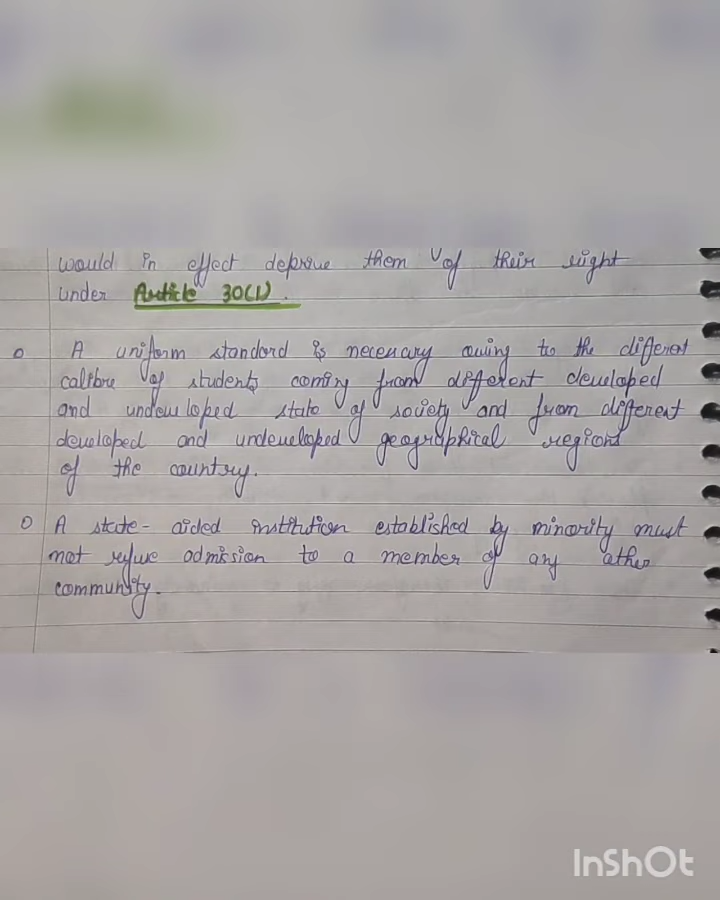 would in effect deprive them of their right
under Article 30(1).
o A uniform standard is necessary owing to the different
calibre of students coming from different developed
and undeveloped state of society and from different
developed and undeveloped geographical regions
of the country.
o A state-aided institution established by minority must
not refuse admission to a member of any other
community.
InShOt